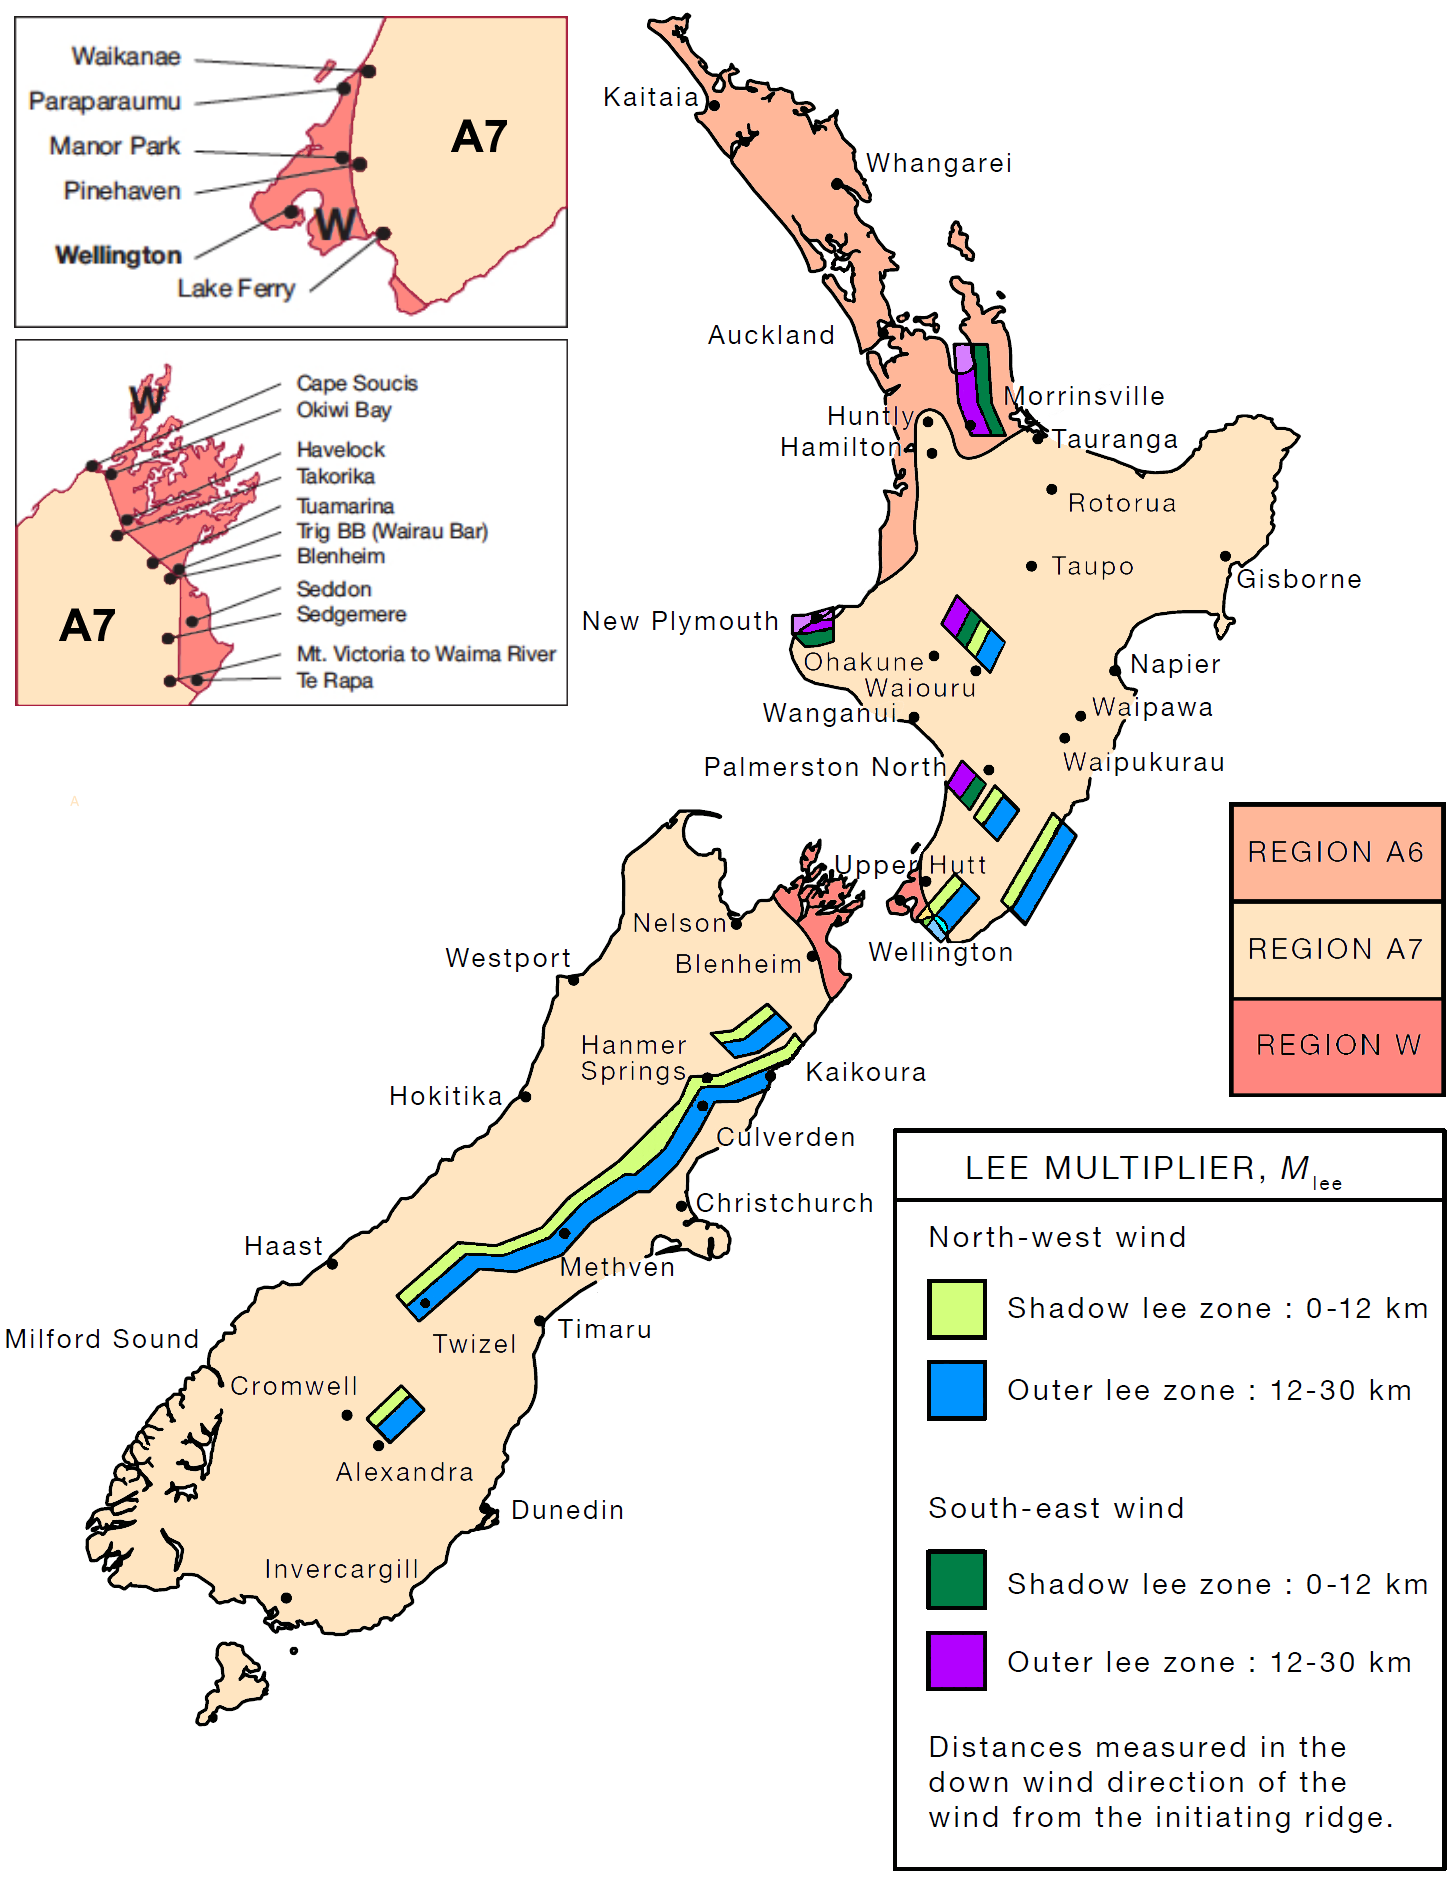 Waikanae
Paraparaumu
Manor Park
Pinehaven
Wellington
Lake Ferry
A7
W
W
Cape Soucis
Okiwi Bay
Havelock
Takorika
Tuamarina
Trig BB (Wairau Bar)
Blenheim
Seddon
Sedgemere
Mt. Victoria to Waima River
Te Rapa
A7
A
Kaitaia
Whangarei
Auckland
Morrinsville
Huntly
Hamilton
Tauranga
Rotorua
Taupo
Gisborne
New Plymouth
Ohakune
Waiouru
Napier
Wanganui
Waipawa
Waipukurau
Palmerston North
Upper Hutt
Wellington
Nelson
Blenheim
Westport
Hanmer
Springs
Kaikoura
Hokitika
Culverden
Christchurch
Haast
Methven
Milford Sound
Twizel
Timaru
Cromwell
Alexandra
Dunedin
Invercargill
REGION A6
REGION A7
REGION W
LEE MULTIPLIER, Mlee
North-west wind
Shadow lee zone : 0-12 km
Outer lee zone : 12-30 km
South-east wind
Shadow lee zone : 0-12 km
Outer lee zone : 12-30 km
Distances measured in the
down wind direction of the
wind from the initiating ridge.